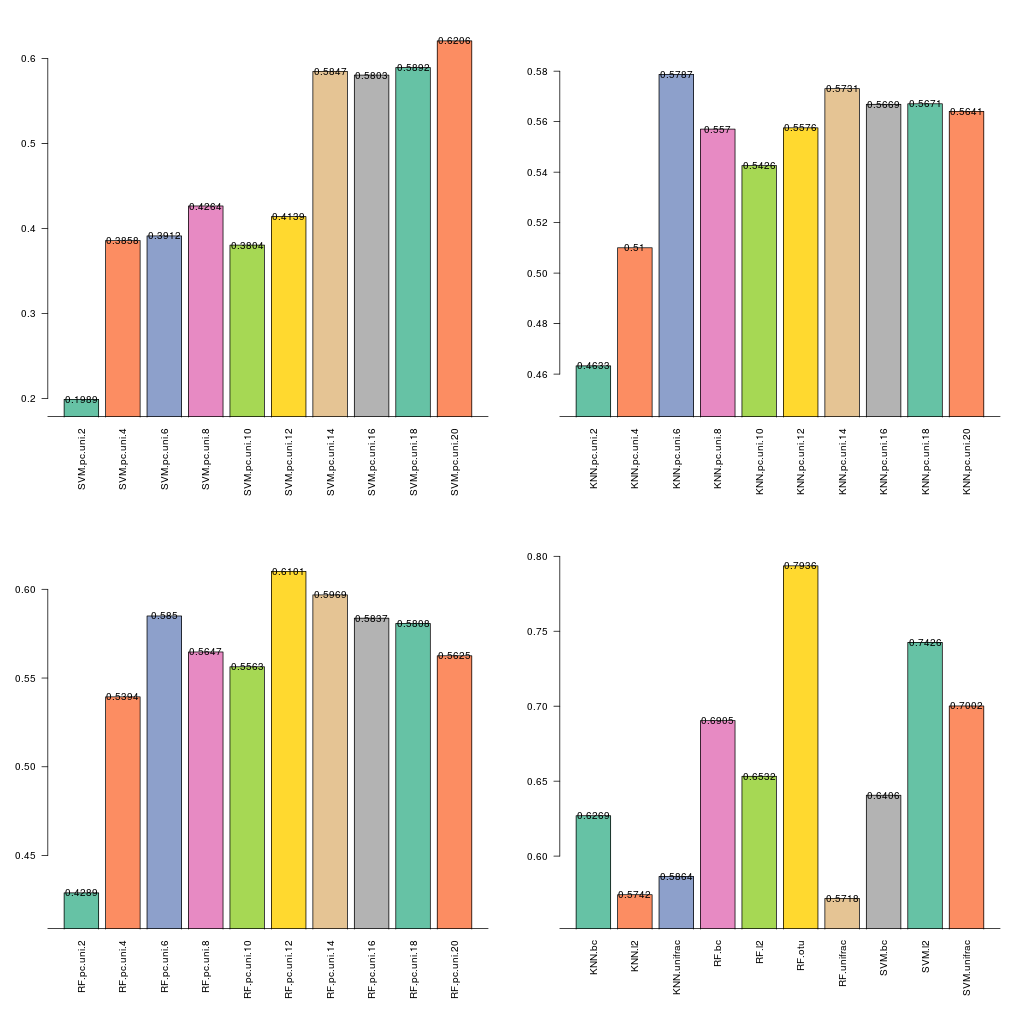 0.6
0.5
0.4
0.3
0.2
0.1989
0.3858
0.3912
0.4264
0.3804
0.4139
0.5847
0.5803
0.5892
0.6206
SVM.pc.uni.2
SVM.pc.uni.4
SVM.pc.uni.6
SVM.pc.uni.8
SVM.pc.uni.10
SVM.pc.uni.12
SVM.pc.uni.14
SVM.pc.uni.16
SVM.pc.uni.18
SVM.pc.uni.20
0.58
0.56
0.54
0.52
0.50
0.48
0.46
0.4633
0.51
0.5787
0.557
0.5426
0.5576
0.5731
0.5669
0.5671
0.5641
KNN.pc.uni.2
KNN.pc.uni.4
KNN.pc.uni.6
KNN.pc.uni.8
KNN.pc.uni.10
KNN.pc.uni.12
KNN.pc.uni.14
KNN.pc.uni.16
KNN.pc.uni.18
KNN.pc.uni.20
0.60
0.55
0.50
0.45
0.4289
0.5394
0.585
0.5647
0.5563
0.6101
0.5969
0.5837
0.5808
0.5625
RF.pc.uni.2
RF.pc.uni.4
RF.pc.uni.6
RF.pc.uni.8
RF.pc.uni.10
RF.pc.uni.12
RF.pc.uni.14
RF.pc.uni.16
RF.pc.uni.18
RF.pc.uni.20
0.80
0.75
0.70
0.65
0.60
0.6269
0.5742
0.5864
0.6905
0.6532
0.7936
0.5718
0.6406
0.7426
0.7002
KNN.bc
KNN.l2
KNN.unifrac
RF.bc
RF.l2
RF.otu
RF.unifrac
SVM.bc
SVM.l2
SVM.unifrac